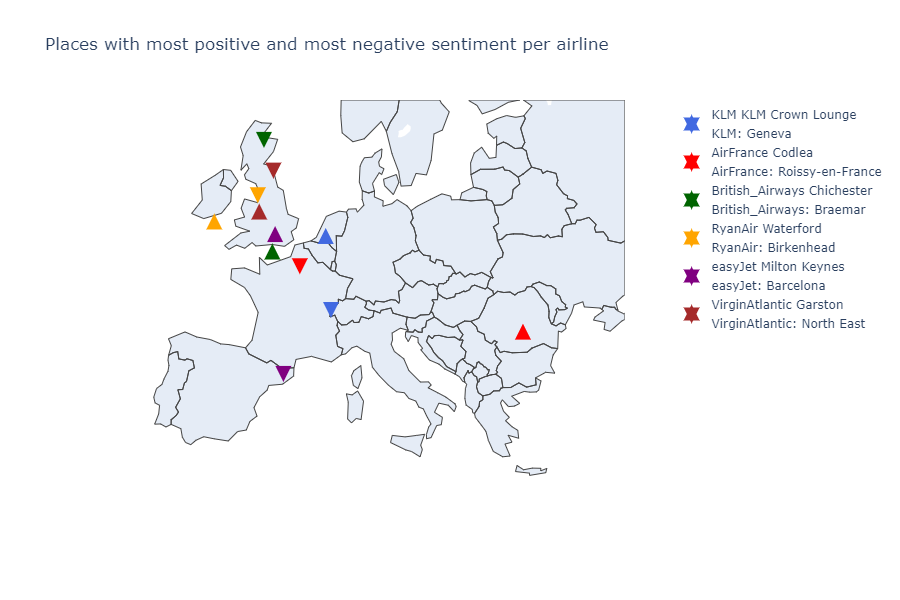 Places with most positive and most negative sentiment per airline
KLM KLM Crown Lounge
KLM: Geneva
AirFrance Codlea
AirFrance: Roissy-en-France
British_Airways Chichester
British_Airways: Braemar
RyanAir Waterford
RyanAir: Birkenhead
easyJet Milton Keynes
easyJet: Barcelona
VirginAtlantic Garston
VirginAtlantic: North East